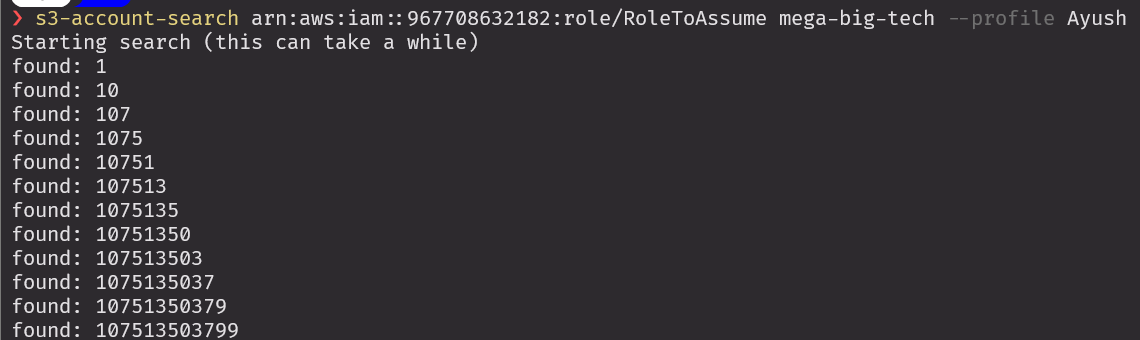 ❯ s3-account-search arn:aws:iam::967708632182:role/RoleToAssume mega-big-tech --profile Ayush
Starting search (this can take a while)
found: 1
found: 10
found: 107
found: 1075
found: 10751
found: 107513
found: 1075135
found: 10751350
found: 107513503
found: 1075135037
found: 10751350379
found: 107513503799